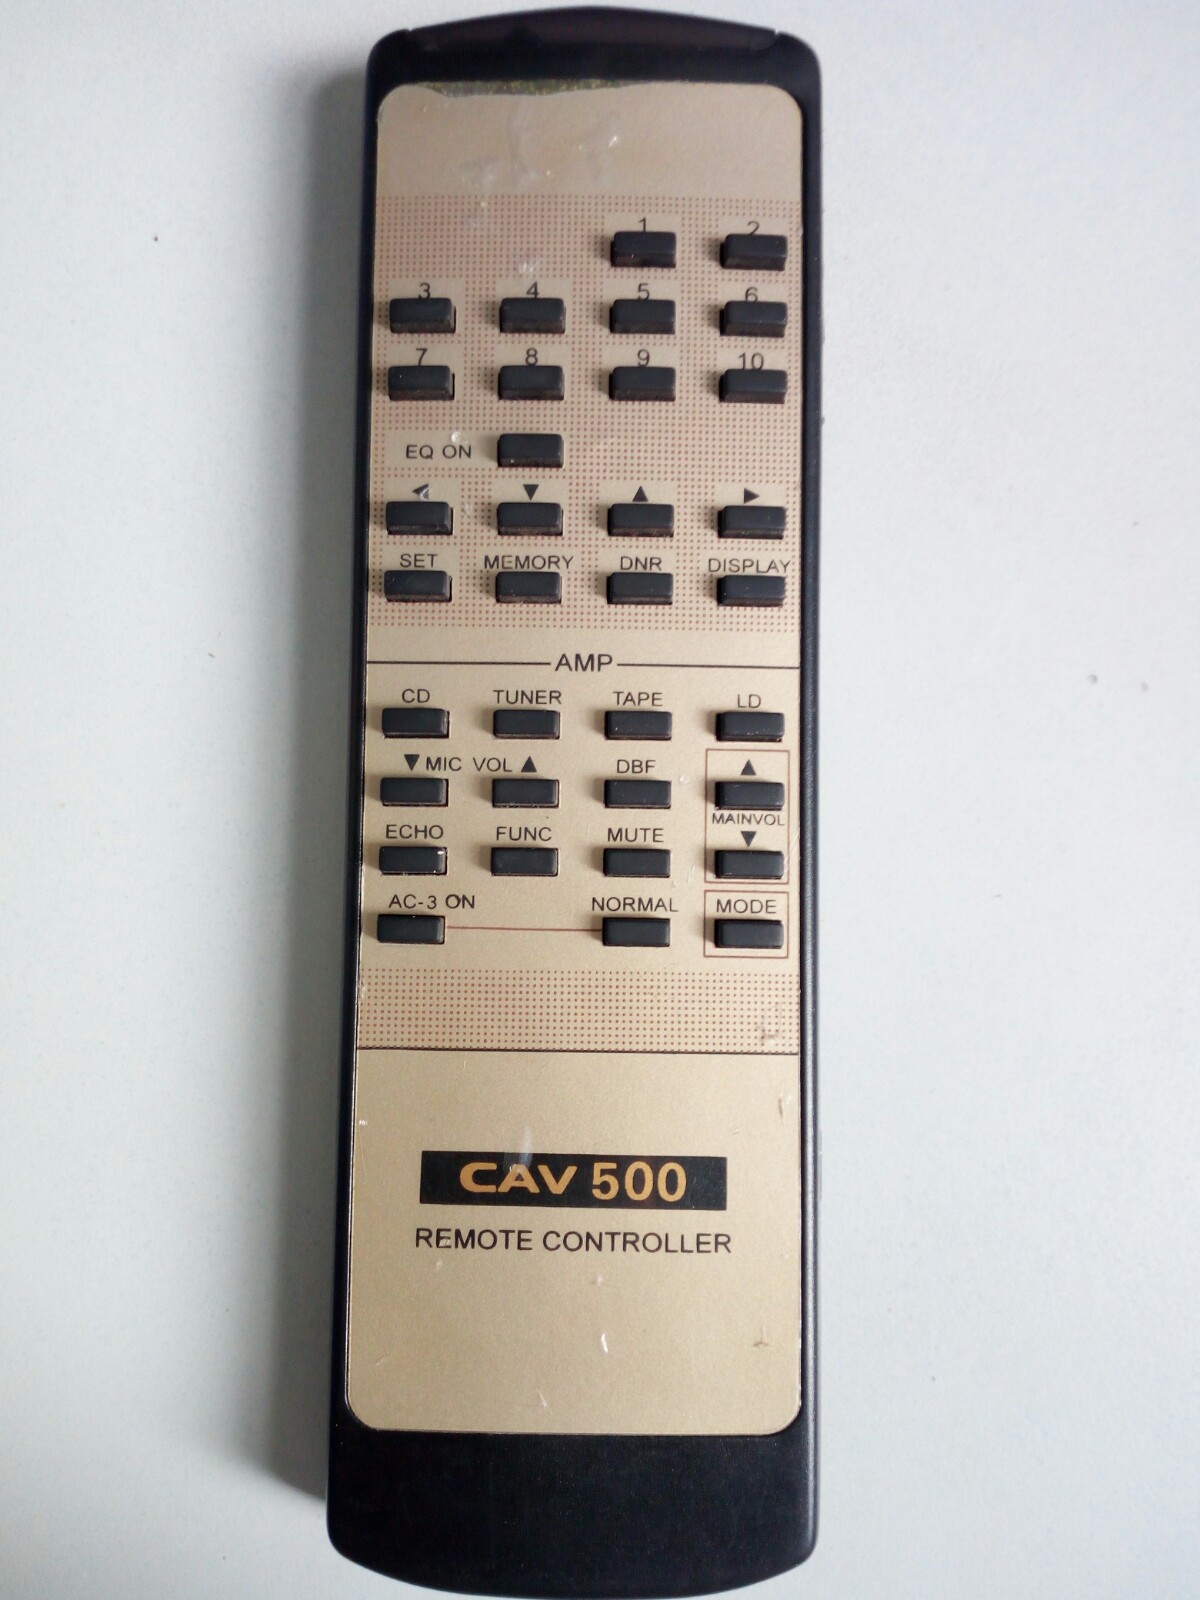 1 2
3 4 5 6
7 8 9 10
EQ ON
◀ ▼ ▲ ▶
SET MEMORY DNR DISPLAY
AMP
CD TUNER TAPE LD
▼ MIC VOL ▲ DBF ▲
MAINVOL
▼
ECHO FUNC MUTE
AC-3 ON NORMAL MODE
CAV 500
REMOTE CONTROLLER